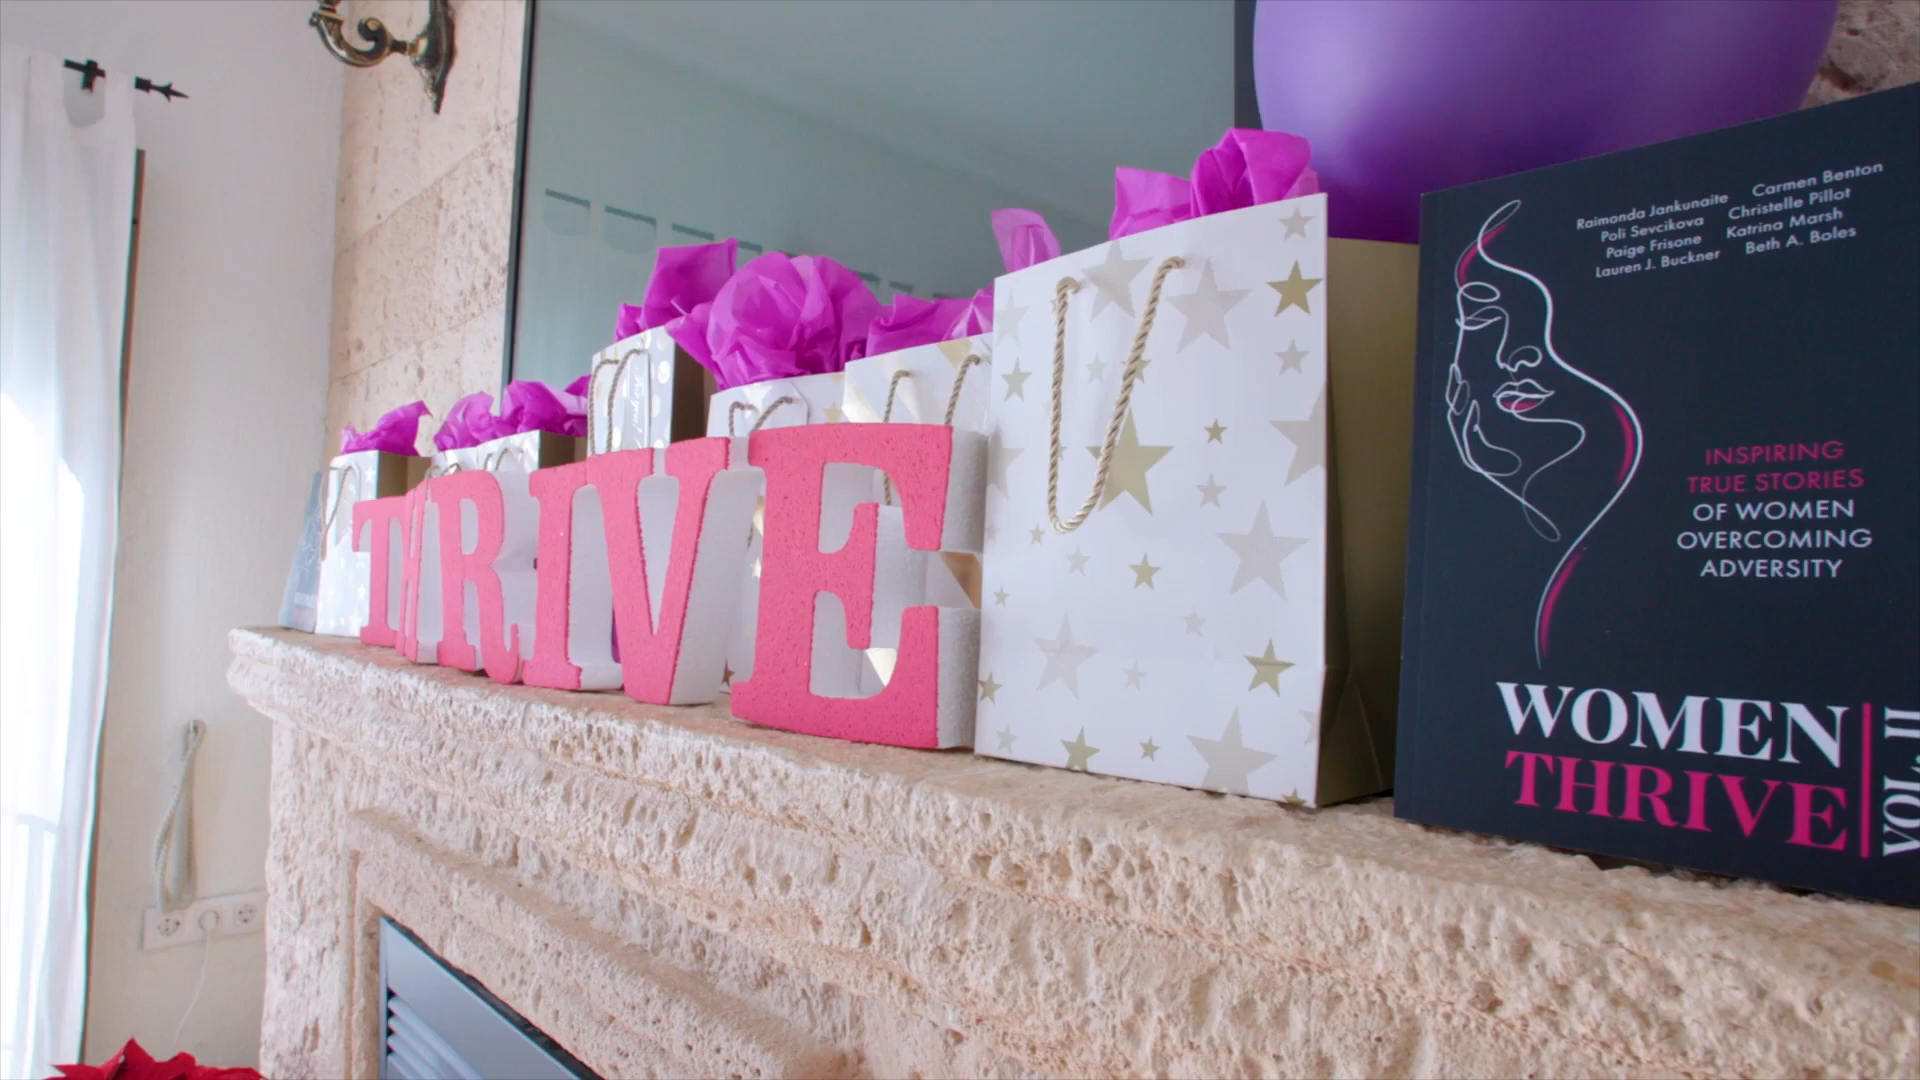 THRIVE
Raimonda Jankunaite
Poli Sevcikova
Paige Frisone
Lauren J. Buckner
Carmen Benton
Christelle Pillot
Katrina Marsh
Beth A. Boles
INSPIRING
TRUE STORIES
OF WOMEN
OVERCOMING
ADVERSITY
WOMEN
THRIVE
VOL. II